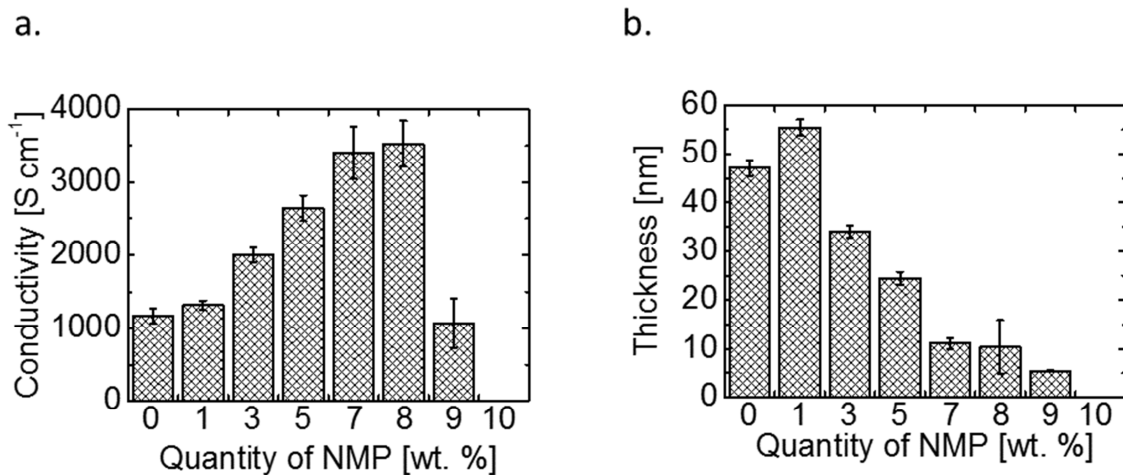 a.
Conductivity [S cm-1]
4000
3000
2000
1000
0
0 1 3 5 7 8 9 10
Quantity of NMP [wt. %]
b.
Thickness [nm]
60
50
40
30
20
10
0
0 1 3 5 7 8 9 10
Quantity of NMP [wt. %]